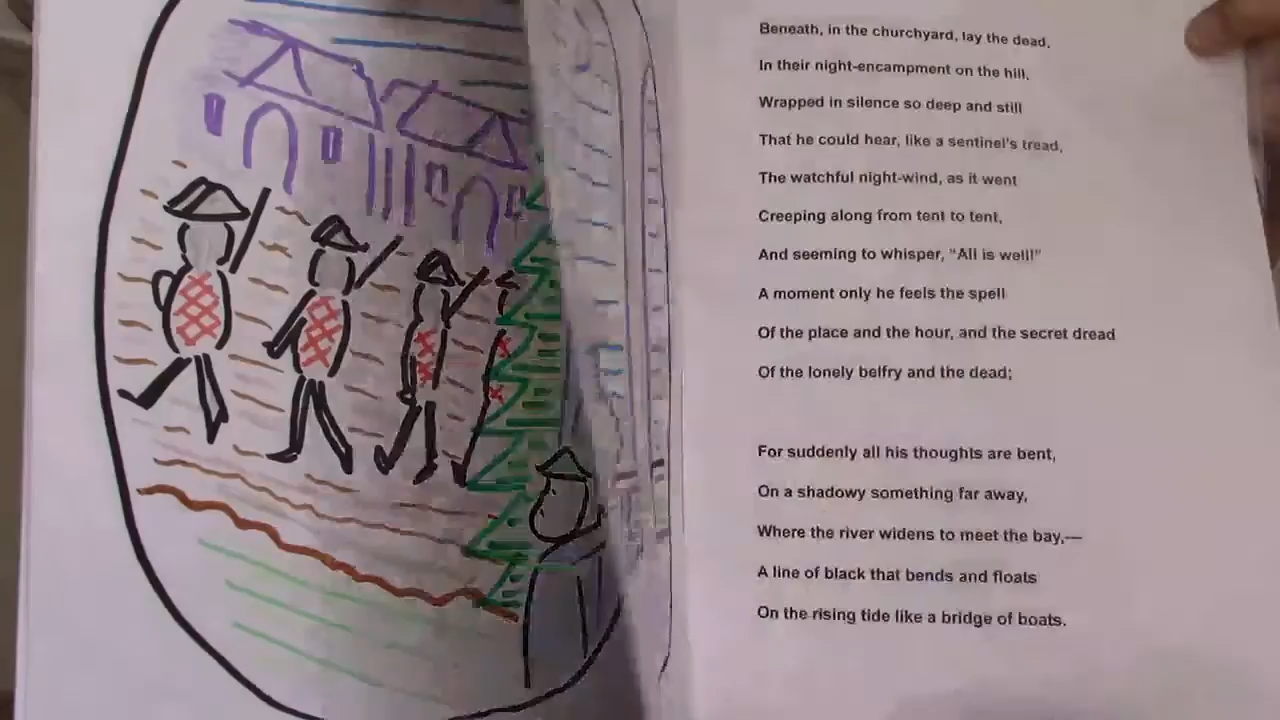 Beneath, in the churchyard, lay the dead,
In their night-encampment on the hill,
Wrapped in silence so deep and still
That he could hear, like a sentinel's tread,
The watchful night-wind, as it went
Creeping along from tent to tent,
And seeming to whisper, "All is well!"
A moment only he feels the spell
Of the place and the hour, and the secret dread
Of the lonely belfry and the dead;
For suddenly all his thoughts are bent,
On a shadowy something far away,
Where the river widens to meet the bay,—
A line of black that bends and floats
On the rising tide like a bridge of boats.